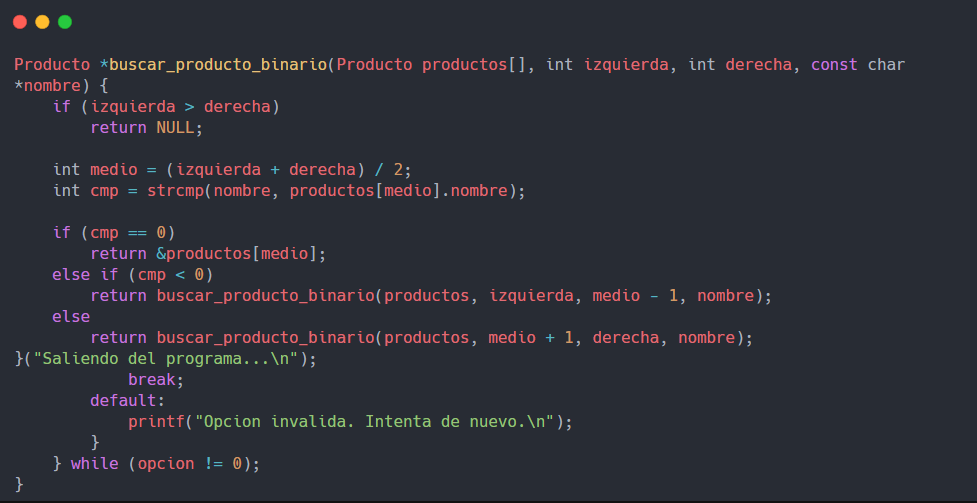 Producto *buscar_producto_binario(Producto productos[], int izquierda, int derecha, const char
*nombre) {
    if (izquierda > derecha)
        return NULL;

    int medio = (izquierda + derecha) / 2;
    int cmp = strcmp(nombre, productos[medio].nombre);

    if (cmp == 0)
        return &productos[medio];
    else if (cmp < 0)
        return buscar_producto_binario(productos, izquierda, medio - 1, nombre);
    else
        return buscar_producto_binario(productos, medio + 1, derecha, nombre);
}("Saliendo del programa...\n");
            break;
        default:
            printf("Opcion invalida. Intenta de nuevo.\n");
        }
    } while (opcion != 0);
}